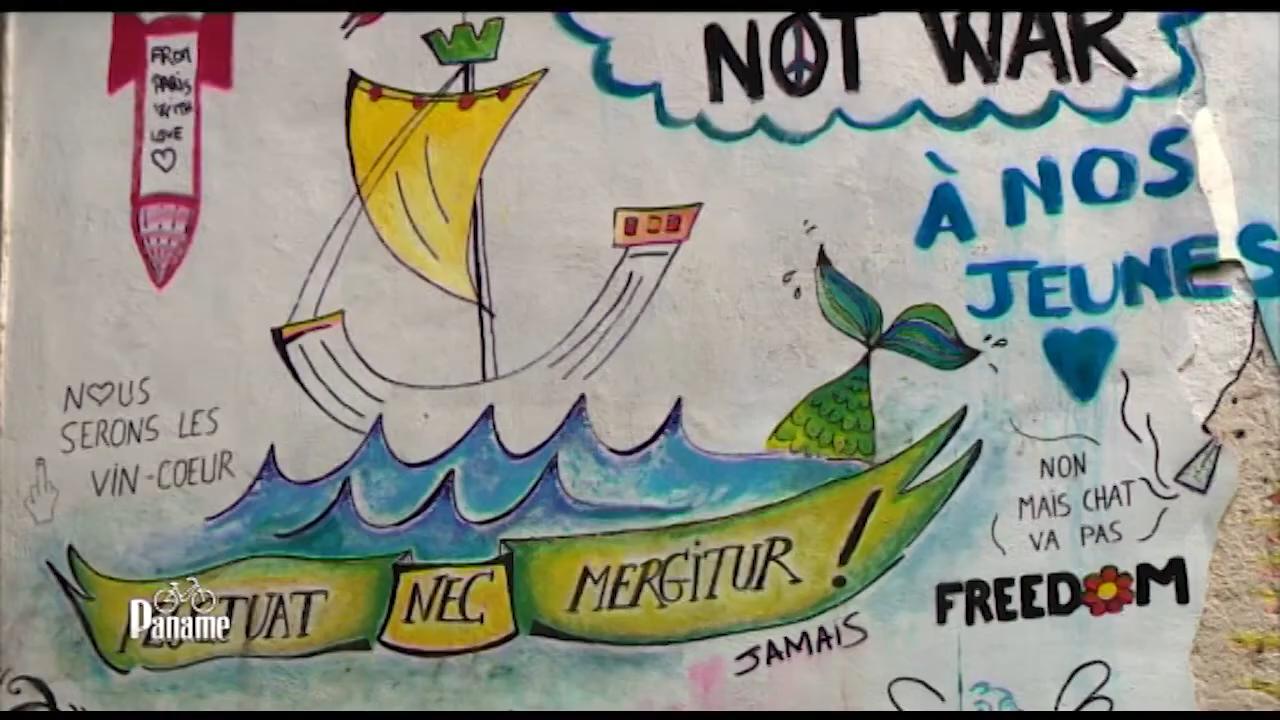 FROM
PARIS
WITH
LOVE
NOT WAR
À NOS
JEUNES
NOUS
SERONS LES
VIN-COEUR
NON
MAIS CHAT
VA PAS
FREEDOM
TUAT NEC MERGITUR !
Paname
JAMAIS